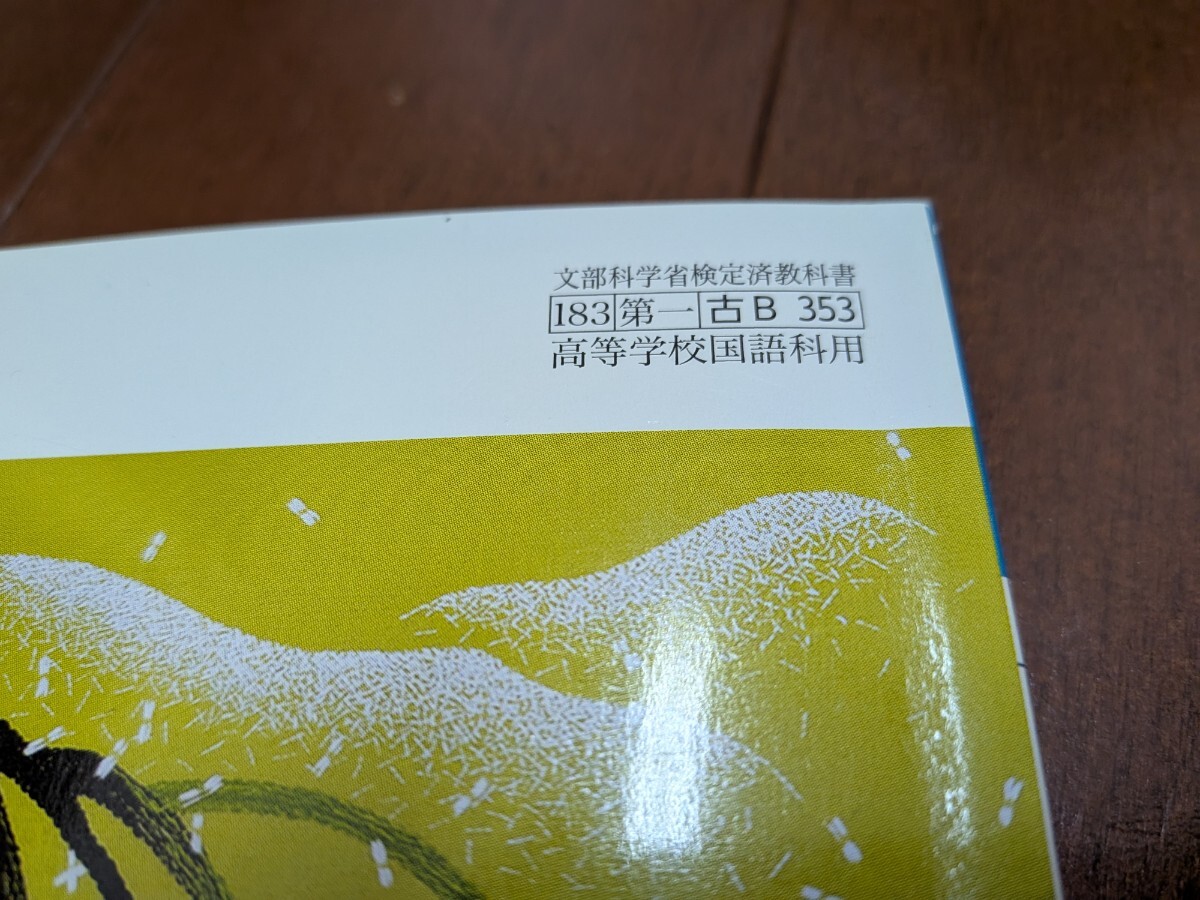 文部科学省検定済教科書
183 第一 古B 353
高等学校国語科用